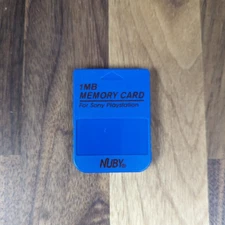 1MB
MEMORY CARD
For Sony Playstation
NUBY